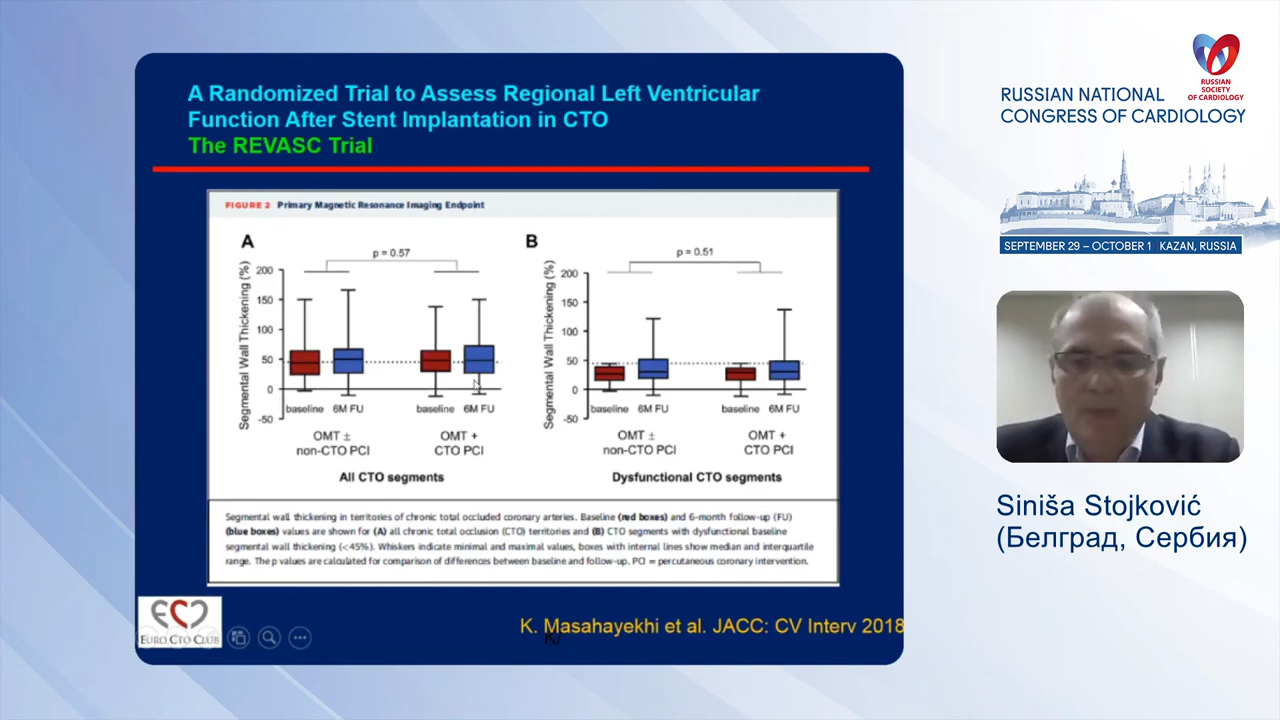 A Randomized Trial to Assess Regional Left Ventricular
Function After Stent Implantation in CTO
The REVASC Trial
FIGURE 2 Primary Magnetic Resonance Imaging Endpoint
A
p = 0.57
Segmental Wall Thickening (%)
200
150
100
50
0
-50
baseline 6M FU baseline 6M FU
OMT ±
non-CTO PCI
OMT +
CTO PCI
All CTO segments
B
p = 0.51
Segmental Wall Thickening (%)
200
150
100
50
0
-50
baseline 6M FU baseline 6M FU
OMT ±
non-CTO PCI
OMT +
CTO PCI
Dysfunctional CTO segments
Segmental wall thickening in territories of chronic total occluded coronary arteries. Baseline (red boxes) and 6-month follow-up (FU)
(blue boxes) values are shown for (A) all chronic total occlusion (CTO) territories and (B) CTO segments with dysfunctional baseline
segmental wall thickening (<45%). Whiskers indicate minimal and maximal values, boxes with internal lines show median and interquartile
range. The p values are calculated for comparison of differences between baseline and follow-up. PCI = percutaneous coronary intervention.
ECC
EURO CTO CLUB
K. Masahayekhi et al. JACC: CV Interv 2018
K.
RUSSIAN NATIONAL
CONGRESS OF CARDIOLOGY
RUSSIAN
SOCIETY
OF CARDIOLOGY
SEPTEMBER 29 – OCTOBER 1 KAZAN, RUSSIA
Siniša Stojković
(Белград, Сербия)